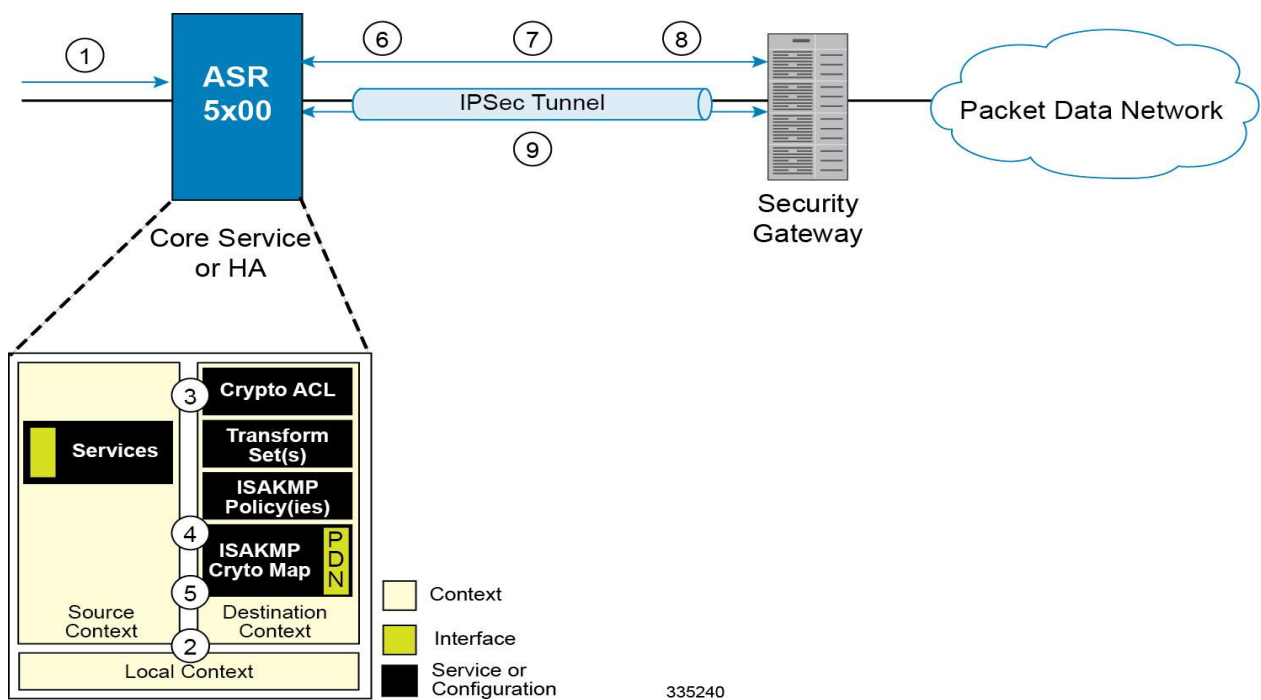 1
ASR
5x00
6
7
8
IPSec Tunnel
9
Packet Data Network
Security
Gateway
Core Service
or HA
3
Crypto ACL
Services
Transform
Set(s)
ISAKMP
Policy(ies)
4
ISAKMP
Cryto Map
PDN
5
Source
Context
Destination
Context
2
Local Context
Context
Interface
Service or
Configuration
335240